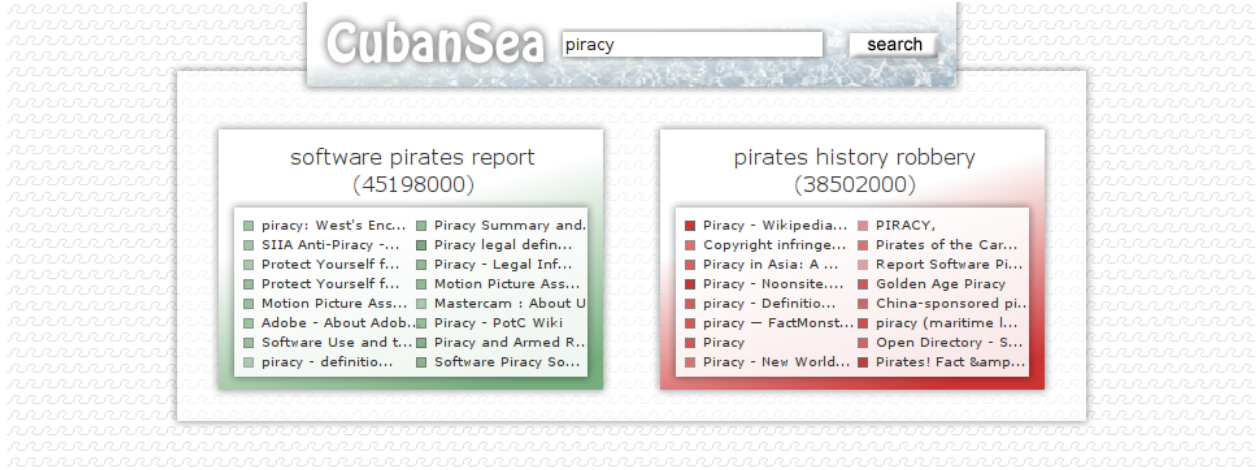 CubanSea
piracy
search
software pirates report
(45198000)
piracy: West's Enc...
SIIA Anti-Piracy -...
Protect Yourself f...
Protect Yourself f...
Motion Picture Ass...
Adobe - About Adob...
Software Use and t...
piracy - definitio...
Piracy Summary and.
Piracy legal defin...
Piracy - Legal Inf...
Motion Picture Ass...
Mastercam : About U
Piracy - PotC Wiki
Piracy and Armed R...
Software Piracy So...
pirates history robbery
(38502000)
Piracy - Wikipedia...
Copyright infringe...
Piracy in Asia: A ...
Piracy - Noonsite....
piracy - Definitio...
piracy — FactMonst...
Piracy
Piracy - New World...
PIRACY,
Pirates of the Car...
Report Software Pi...
Golden Age Piracy
China-sponsored pi..
piracy (maritime l...
Open Directory - S...
Pirates! Fact &amp...